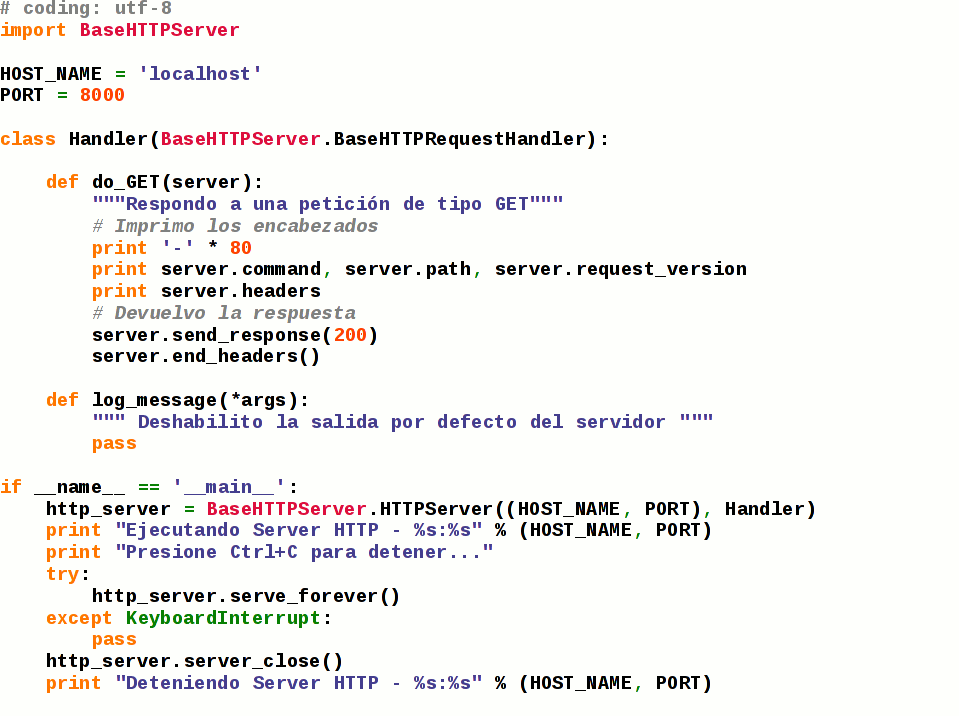 # coding: utf-8
import BaseHTTPServer

HOST_NAME = 'localhost'
PORT = 8000

class Handler(BaseHTTPServer.BaseHTTPRequestHandler):

    def do_GET(server):
        """Respondo a una petición de tipo GET"""
        # Imprimo los encabezados
        print '-' * 80
        print server.command, server.path, server.request_version
        print server.headers
        # Devuelvo la respuesta
        server.send_response(200)
        server.end_headers()

    def log_message(*args):
        """ Deshabilito la salida por defecto del servidor """
        pass

if __name__ == '__main__':
    http_server = BaseHTTPServer.HTTPServer((HOST_NAME, PORT), Handler)
    print "Ejecutando Server HTTP - %s:%s" % (HOST_NAME, PORT)
    print "Presione Ctrl+C para detener..."
    try:
        http_server.serve_forever()
    except KeyboardInterrupt:
        pass
    http_server.server_close()
    print "Deteniendo Server HTTP - %s:%s" % (HOST_NAME, PORT)